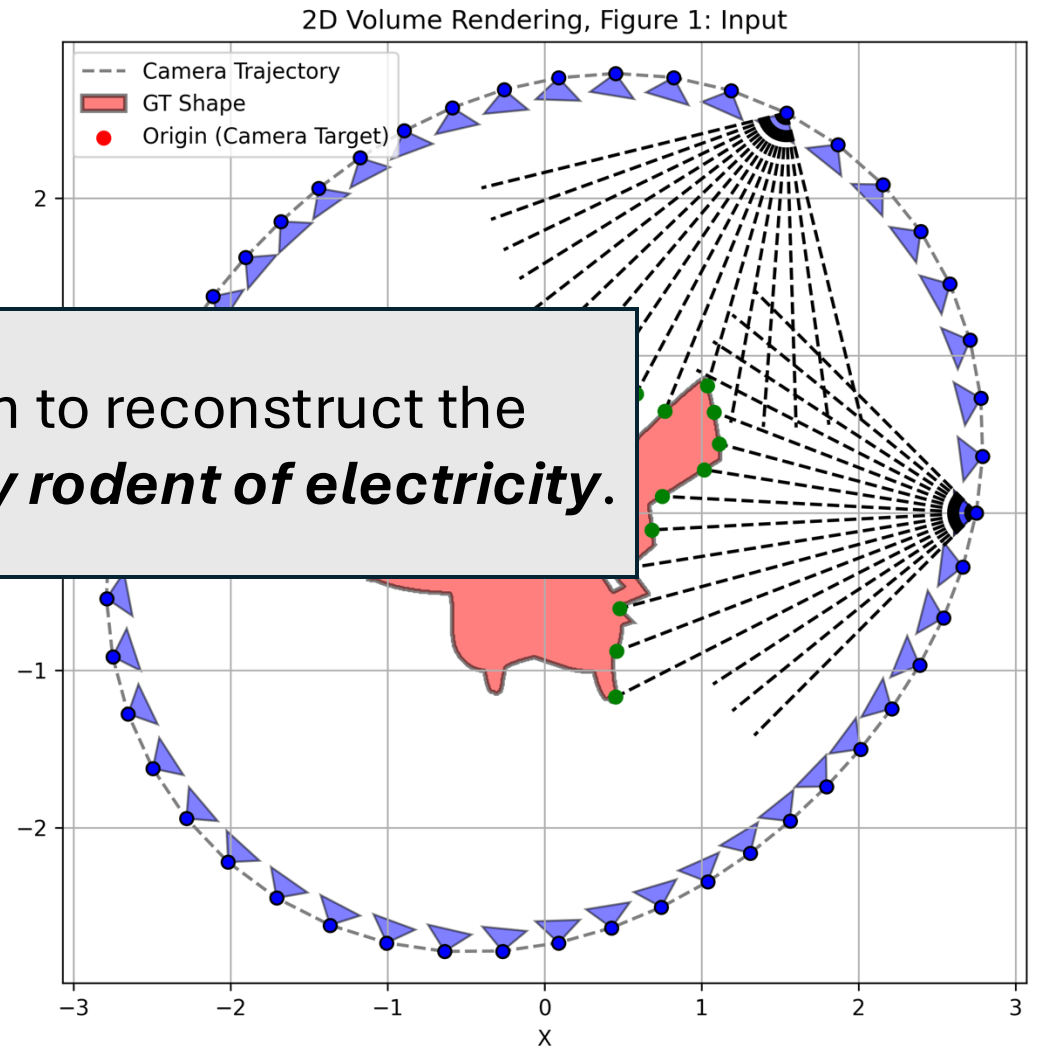 2D Volume Rendering, Figure 1: Input
Camera Trajectory
GT Shape
Origin (Camera Target)
2
to reconstruct the
rodent of electricity.
−1
−2
−3 −2 −1 0 1 2 3
X